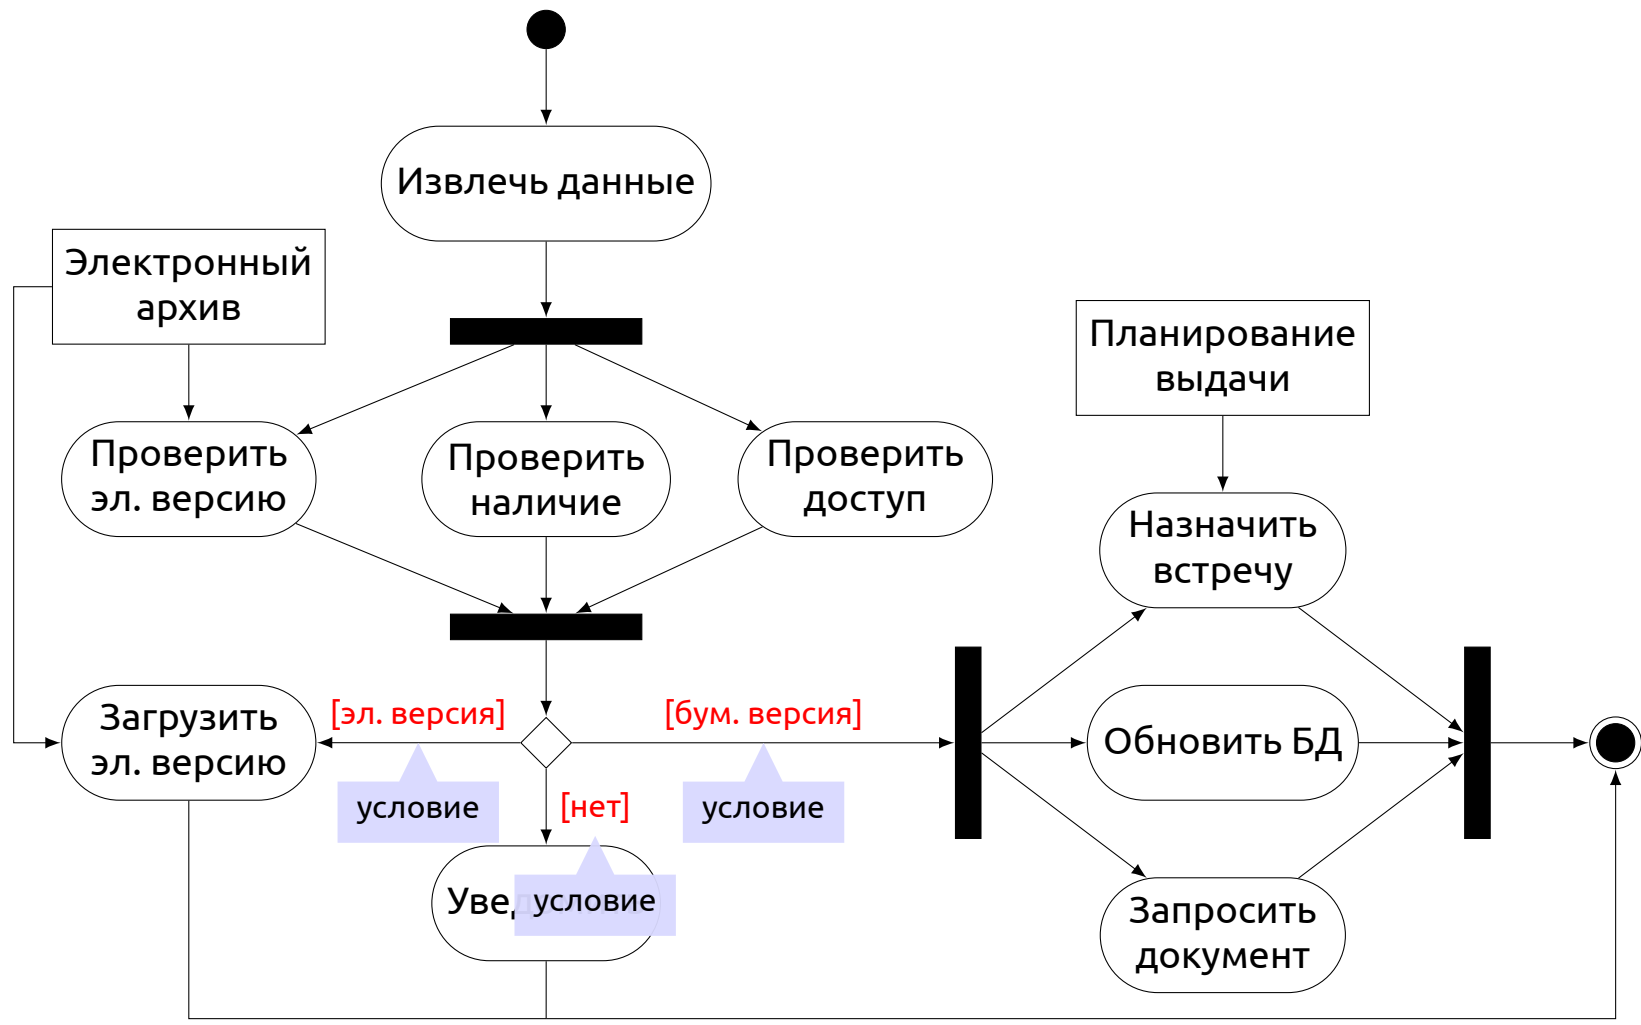 Извлечь данные
Электронный
архив
Планирование
выдачи
Проверить
эл. версию
Проверить
наличие
Проверить
доступ
Назначить
встречу
[эл. версия]
[бум. версия]
Загрузить
эл. версию
Обновить БД
условие
[нет]
условие
условие
Запросить
документ